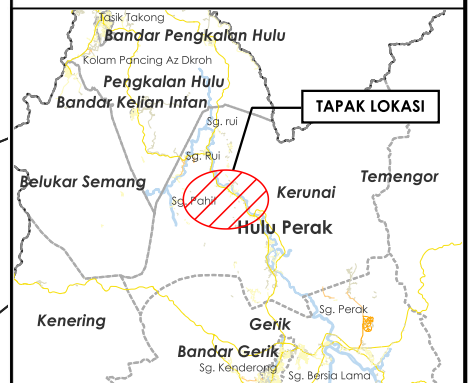 Tasik Takong
Bandar Pengkalan Hulu
Kolam Pancing Az Dkroh
Pengkalan Hulu
Bandar Kelian Intan
TAPAK LOKASI
Sg. rui
Sg. Rui
Belukar Semang
Temengor
Kerunai
Sg. Pahit
Hulu Perak
Sg. Perak
Kenering
Gerik
Bandar Gerik
Sg. Kenderong
Sg. Bersia Lama